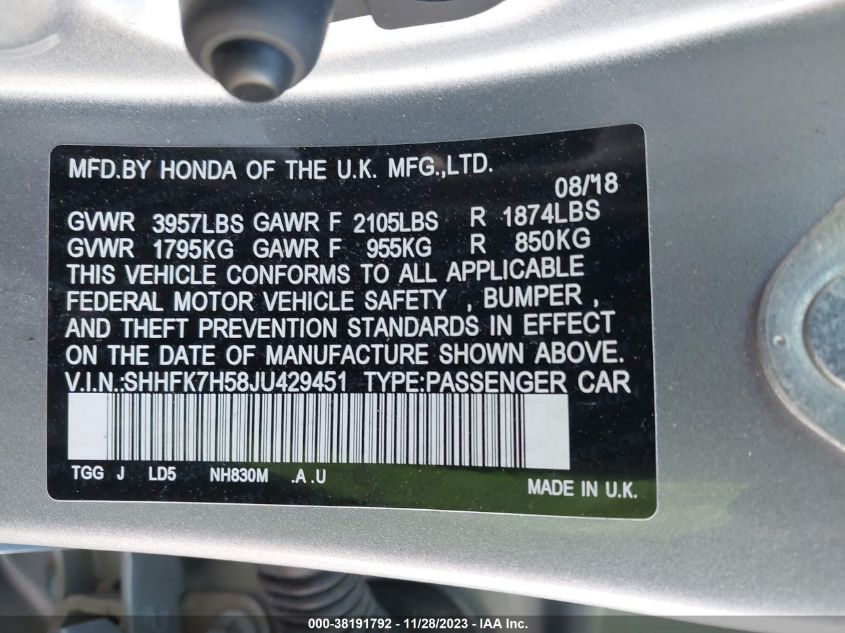 MFD.BY HONDA OF THE U.K. MFG.,LTD.
08/18
GVWR 3957LBS GAWR F 2105LBS R 1874LBS
GVWR 1795KG GAWR F 955KG R 850KG
THIS VEHICLE CONFORMS TO ALL APPLICABLE
FEDERAL MOTOR VEHICLE SAFETY , BUMPER ,
AND THEFT PREVENTION STANDARDS IN EFFECT
ON THE DATE OF MANUFACTURE SHOWN ABOVE.
V.I.N.:SHHFK7H58JU429451 TYPE:PASSENGER CAR
TGG J LD5 NH830M .A .U
MADE IN U.K.
000-38191792 - 11/28/2023 - IAA Inc.